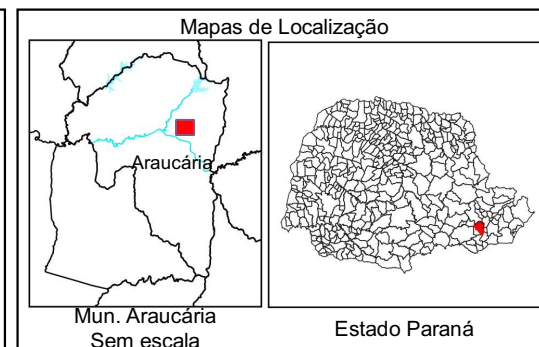 Mapas de Localização
Araucária
Mun. Araucária
Sem escala
Estado Paraná